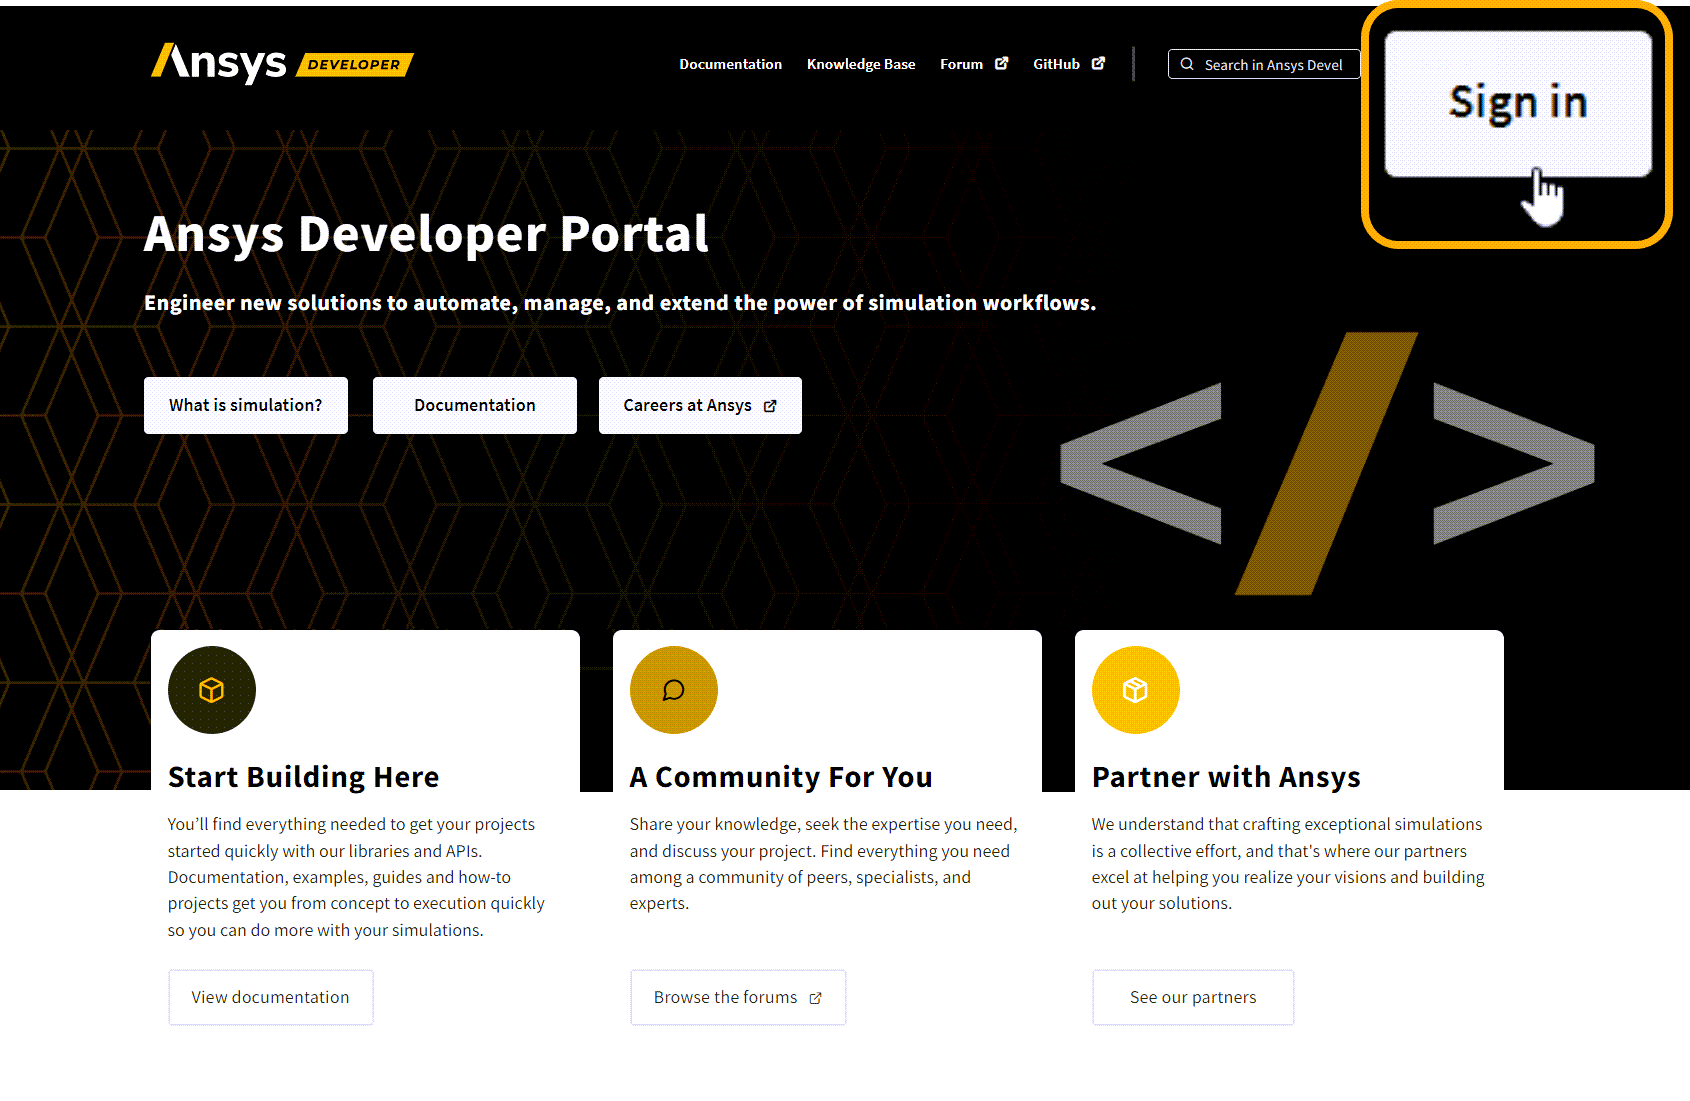 Ansys DEVELOPER
Documentation Knowledge Base Forum GitHub Search in Ansys Devel
Sign in
Ansys Developer Portal
Engineer new solutions to automate, manage, and extend the power of simulation workflows.
What is simulation? Documentation Careers at Ansys
</>
Start Building Here
You’ll find everything needed to get your projects
started quickly with our libraries and APIs.
Documentation, examples, guides and how-to
projects get you from concept to execution quickly
so you can do more with your simulations.
View documentation
A Community For You
Share your knowledge, seek the expertise you need,
and discuss your project. Find everything you need
among a community of peers, specialists, and
experts.
Browse the forums
Partner with Ansys
We understand that crafting exceptional simulations
is a collective effort, and that's where our partners
excel at helping you realize your visions and building
out your solutions.
See our partners